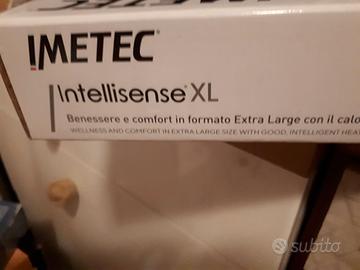 IMETEC
Intellisense XL
Benessere e comfort in formato Extra Large con il calo
WELLNESS AND COMFORT IN EXTRA LARGE SIZE WITH GOOD, INTELLIGENT HEA
subito